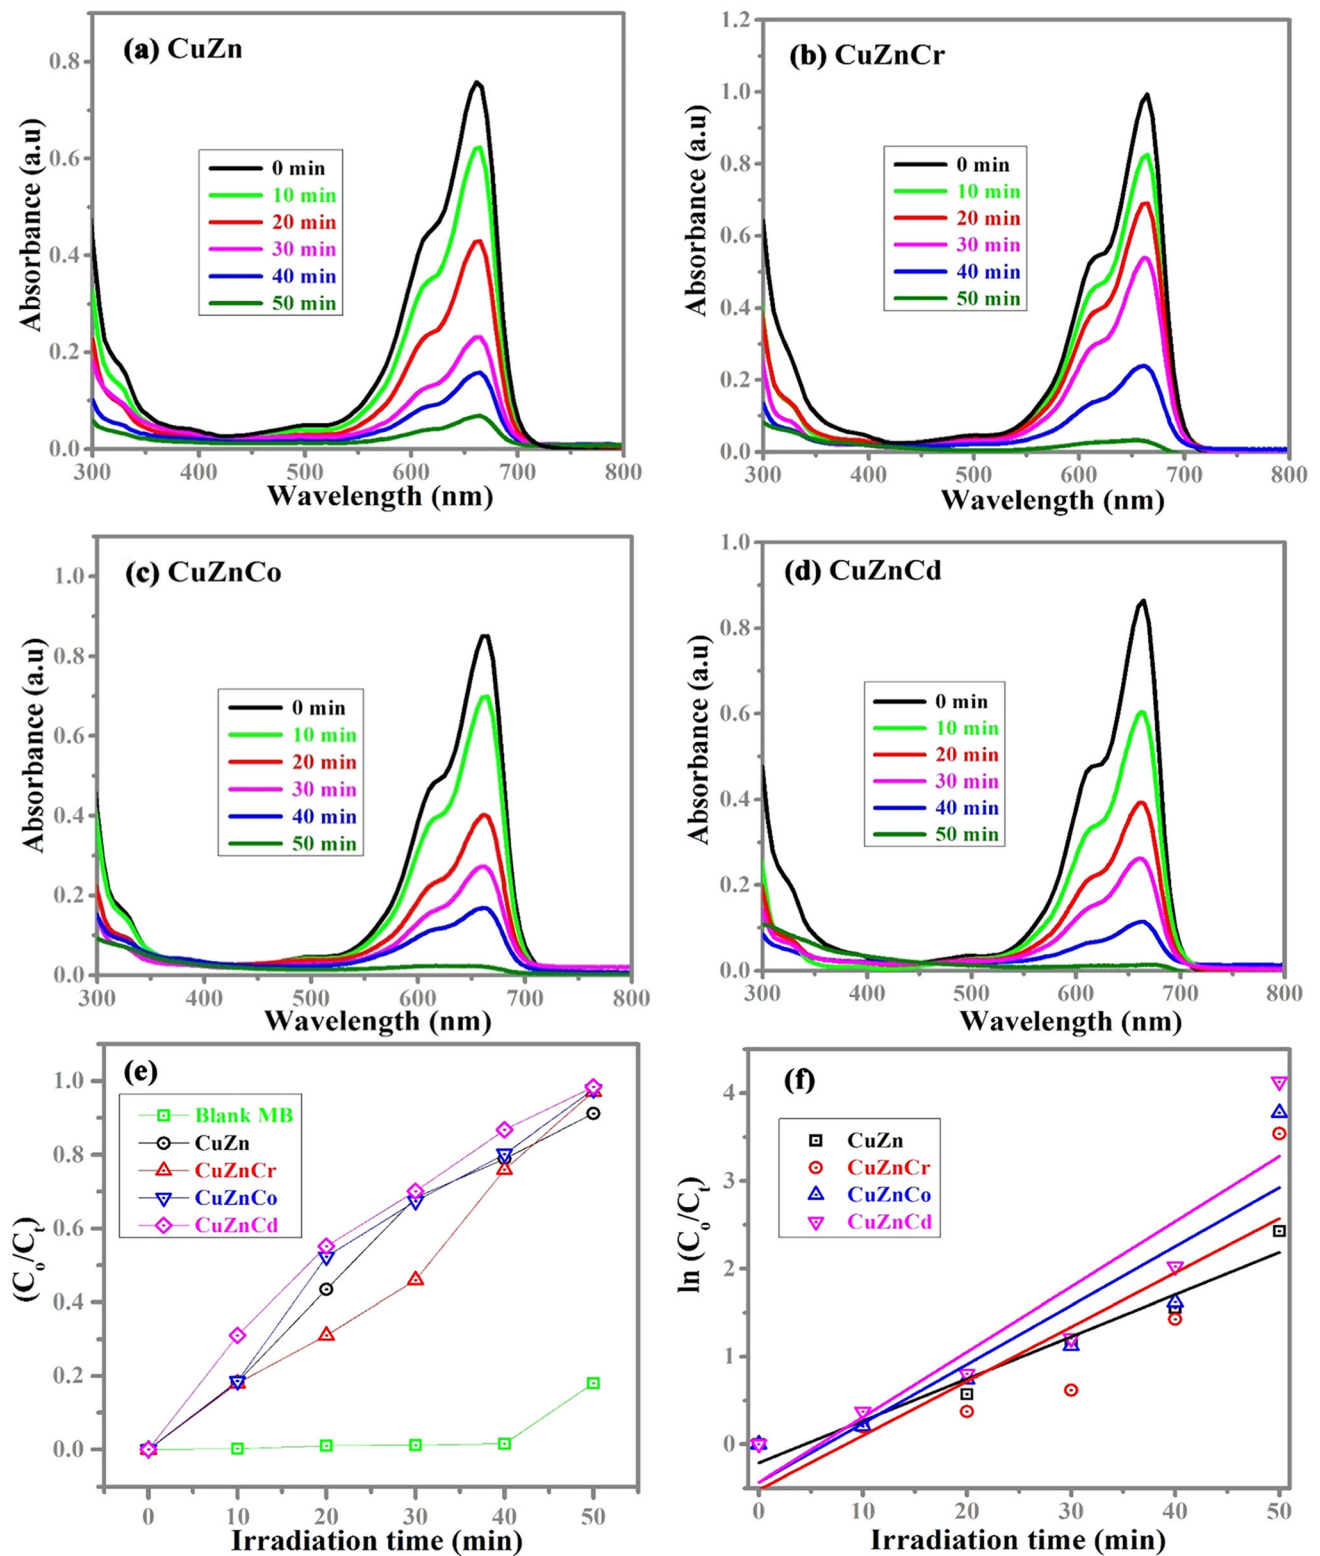 (a) CuZn
0.8
0.6
0.4
0.2
0.0
Absorbance (a.u)
0 min
10 min
20 min
30 min
40 min
50 min
300 400 500 600 700 800
Wavelength (nm)
(b) CuZnCr
1.2
1.0
0.8
0.6
0.4
0.2
0.0
Absorbance (a.u)
0 min
10 min
20 min
30 min
40 min
50 min
300 400 500 600 700 800
Wavelength (nm)
(c) CuZnCo
1.0
0.8
0.6
0.4
0.2
0.0
Absorbance (a.u)
0 min
10 min
20 min
30 min
40 min
50 min
300 400 500 600 700 800
Wavelength (nm)
(d) CuZnCd
1.0
0.8
0.6
0.4
0.2
0.0
Absorbance (a.u)
0 min
10 min
20 min
30 min
40 min
50 min
300 400 500 600 700 800
Wavelength (nm)
(e)
1.0
0.8
0.6
0.4
0.2
0.0
(Co/Ct)
Blank MB
CuZn
CuZnCr
CuZnCo
CuZnCd
0 10 20 30 40 50
Irradiation time (min)
(f)
4
3
2
1
0
ln (Co/Ct)
CuZn
CuZnCr
CuZnCo
CuZnCd
0 10 20 30 40 50
Irradiation time (min)